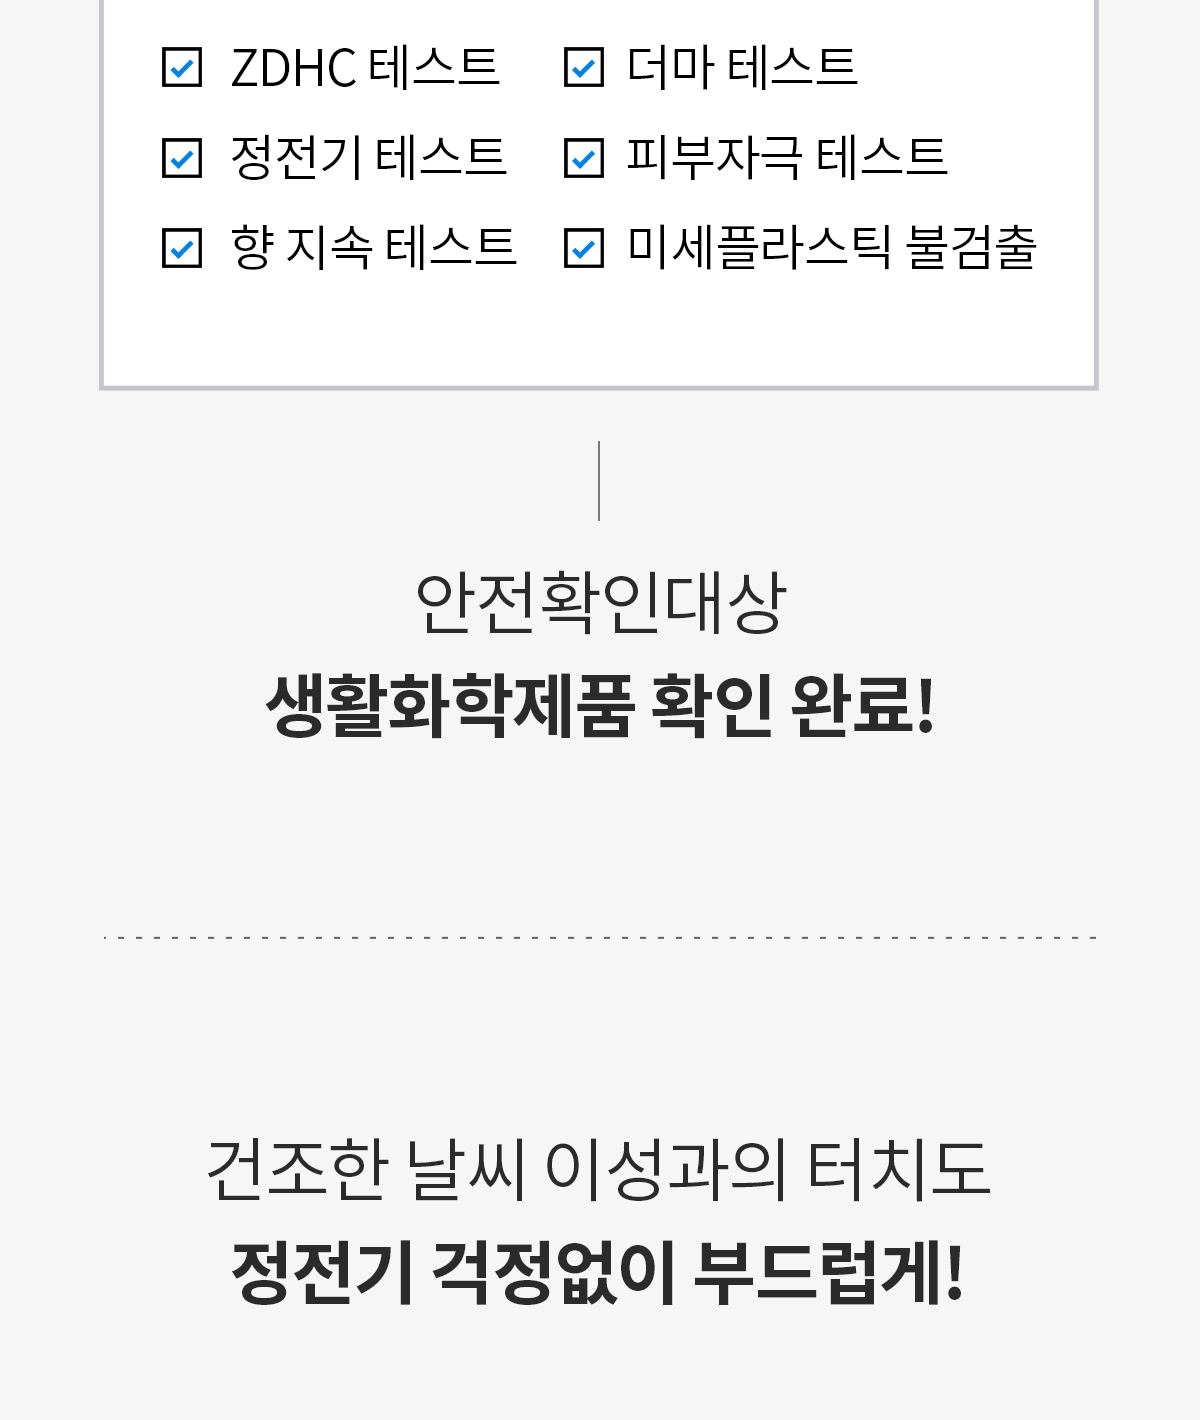 ZDHC 테스트 더마 테스트
정전기 테스트 피부자극 테스트
향 지속 테스트 미세플라스틱 불검출
안전확인대상
생활화학제품 확인 완료!
건조한 날씨 이성과의 터치도
정전기 걱정없이 부드럽게!